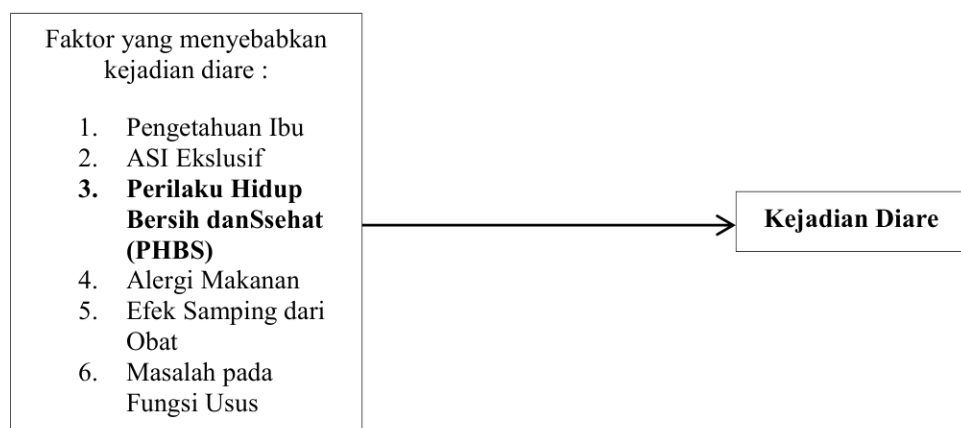 Faktor yang menyebabkan
kejadian diare :
1. Pengetahuan Ibu
2. ASI Ekslusif
3. Perilaku Hidup
Bersih danSsehat
(PHBS)
4. Alergi Makanan
5. Efek Samping dari
Obat
6. Masalah pada
Fungsi Usus
Kejadian Diare